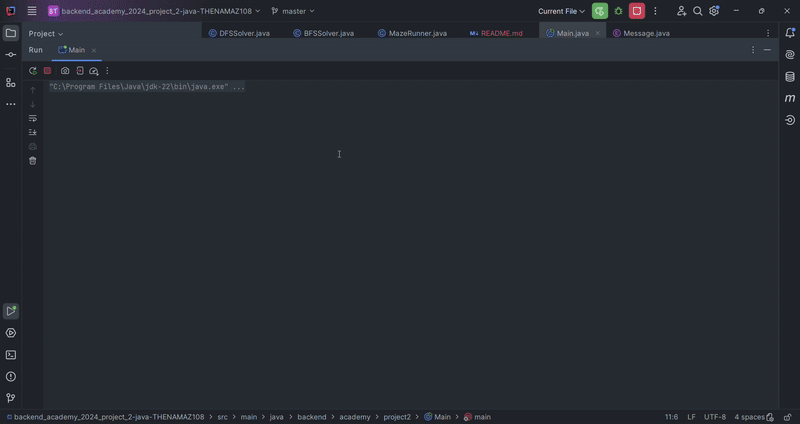 ST backend_academy_2024_project_2-java-THENAMAZ108 master Current File
Project DFSSolver.java BFSSolver.java MazeRunner.java README.md Main.java Message.java
Run Main
"C:\Program Files\Java\jdk-22\bin\java.exe" ...
backend_academy_2024_project_2-java-THENAMAZ108 > src > main > java > backend > academy > project2 > Main > main 11:6 LF UTF-8 4 spaces